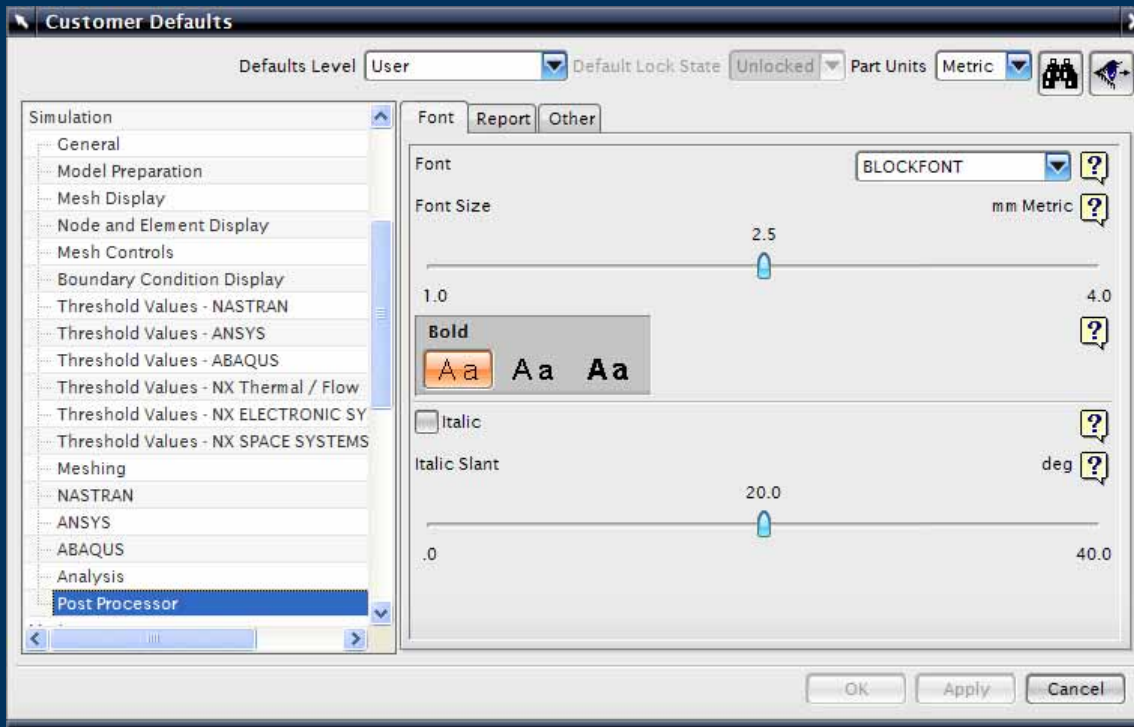 Customer Defaults
Defaults Level User Default Lock State Unlocked Part Units Metric
Simulation
General
Model Preparation
Mesh Display
Node and Element Display
Mesh Controls
Boundary Condition Display
Threshold Values - NASTRAN
Threshold Values - ANSYS
Threshold Values - ABAQUS
Threshold Values - NX Thermal / Flow
Threshold Values - NX ELECTRONIC SY
Threshold Values - NX SPACE SYSTEMS
Meshing
NASTRAN
ANSYS
ABAQUS
Analysis
Post Processor
Font Report Other
Font BLOCKFONT ?
Font Size mm Metric ?
2.5
1.0 4.0
Bold ?
Aa Aa Aa
Italic ?
Italic Slant deg ?
20.0
.0 40.0
OK Apply Cancel